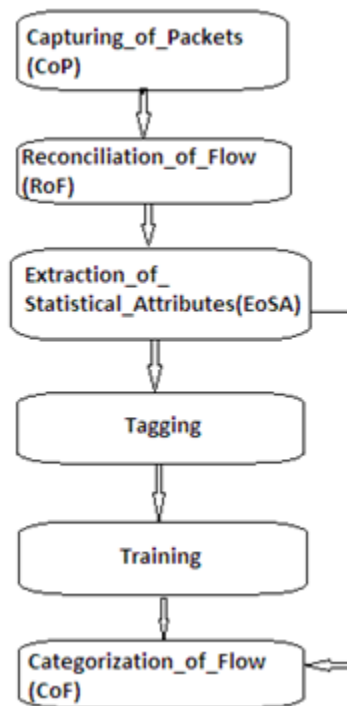 Capturing_of_Packets
(CoP)
Reconciliation_of_Flow
(RoF)
Extraction_of_
Statistical_Attributes(EoSA)
Tagging
Training
Categorization_of_Flow
(CoF)